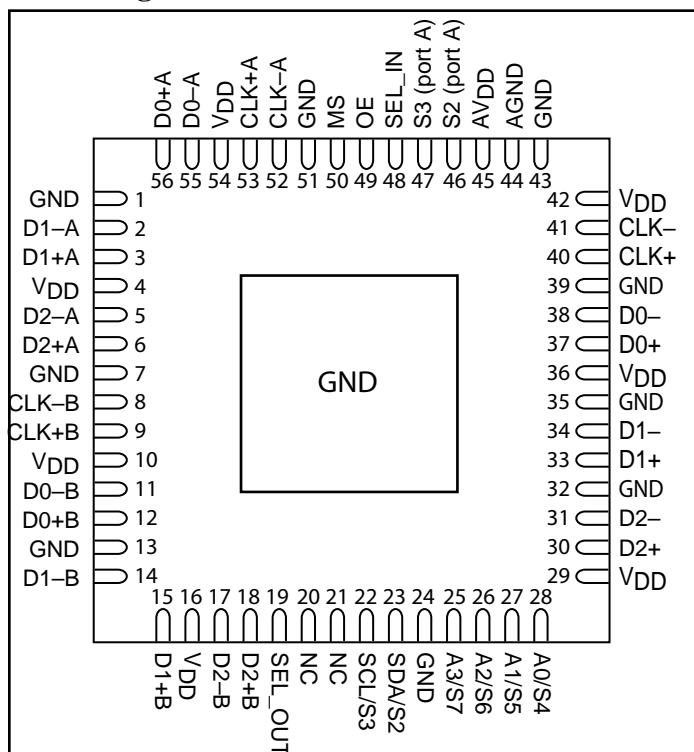 D0+A
D0–A
VDD
CLK+A
CLK–A
GND
MS
OE
SEL_IN
S3 (port A)
S2 (port A)
AVDD
AGND
GND
56 55 54 53 52 51 50 49 48 47 46 45 44 43
GND 1
D1–A 2
D1+A 3
VDD 4
D2–A 5
D2+A 6
GND 7
CLK–B 8
CLK+B 9
VDD 10
D0–B 11
D0+B 12
GND 13
D1–B 14
GND
42 VDD
41 CLK–
40 CLK+
39 GND
38 D0–
37 D0+
36 VDD
35 GND
34 D1–
33 D1+
32 GND
31 D2–
30 D2+
29 VDD
15 16 17 18 19 20 21 22 23 24 25 26 27 28
D1+B
VDD
D2–B
D2+B
SEL_OUT
NC
NC
SCL/S3
SDA/S2
GND
A3/S7
A2/S6
A1/S5
A0/S4